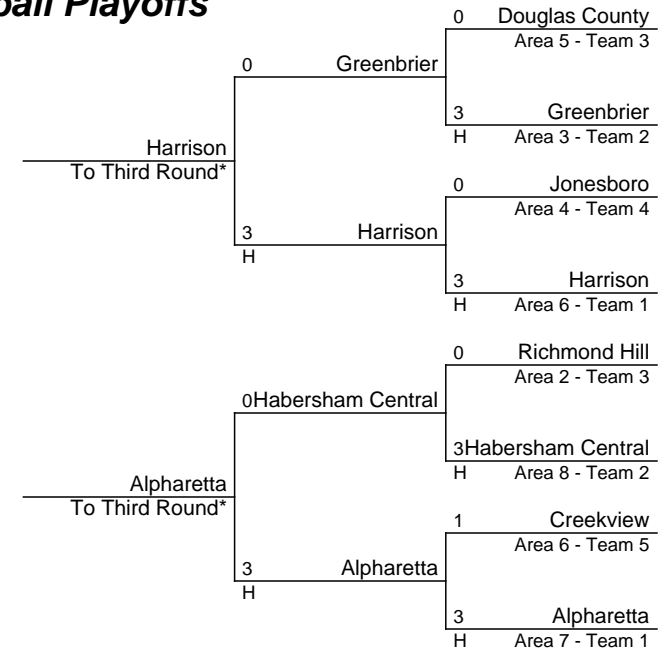 ball Playoffs
0 Douglas County
Area 5 - Team 3
0 Greenbrier
3 Greenbrier
H Area 3 - Team 2
Harrison
To Third Round*
0 Jonesboro
Area 4 - Team 4
3 Harrison
H
3 Harrison
H Area 6 - Team 1
0 Richmond Hill
Area 2 - Team 3
0Habersham Central
3Habersham Central
H Area 8 - Team 2
Alpharetta
To Third Round*
1 Creekview
Area 6 - Team 5
3 Alpharetta
H
3 Alpharetta
H Area 7 - Team 1